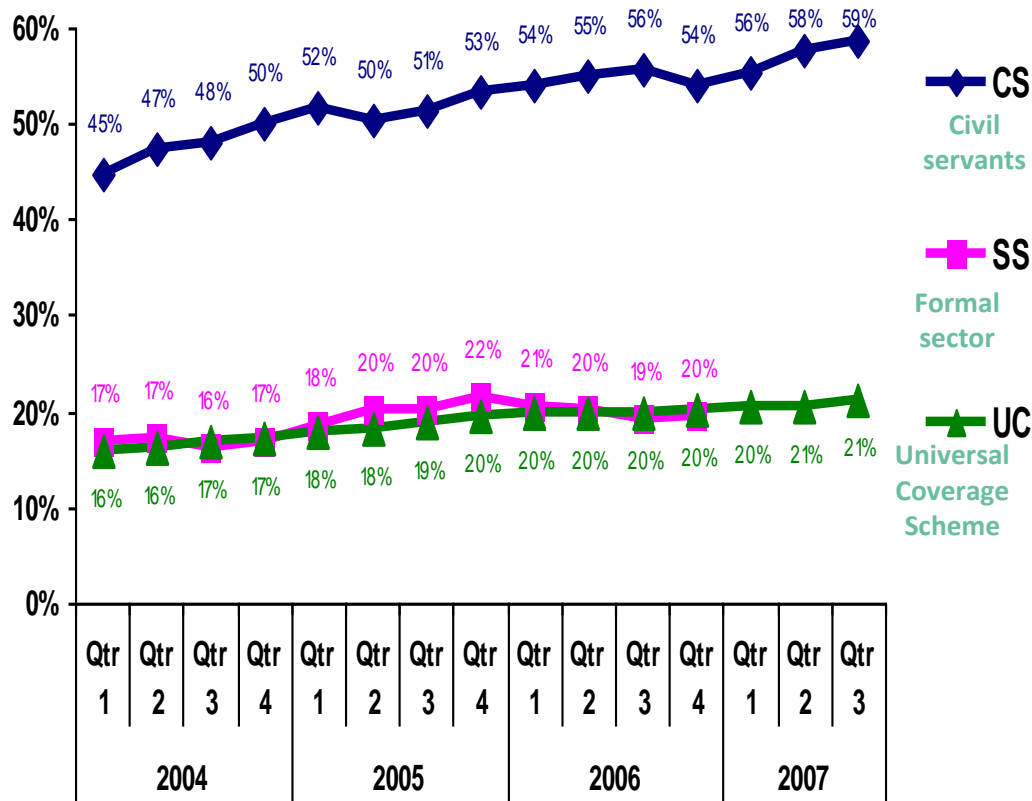 60%
50%
40%
30%
20%
10%
0%
45% 47% 48% 50% 52% 50% 51% 53% 54% 55% 56% 54% 56% 58% 59%
17% 17% 16% 17% 18% 20% 20% 22% 21% 20% 19% 20%
16% 16% 17% 17% 18% 18% 19% 20% 20% 20% 20% 20% 20% 21% 21%
Qtr Qtr Qtr Qtr Qtr Qtr Qtr Qtr Qtr Qtr Qtr Qtr Qtr Qtr Qtr
1 2 3 4 1 2 3 4 1 2 3 4 1 2 3
2004 2005 2006 2007
CS
Civil
servants
SS
Formal
sector
UC
Universal
Coverage
Scheme